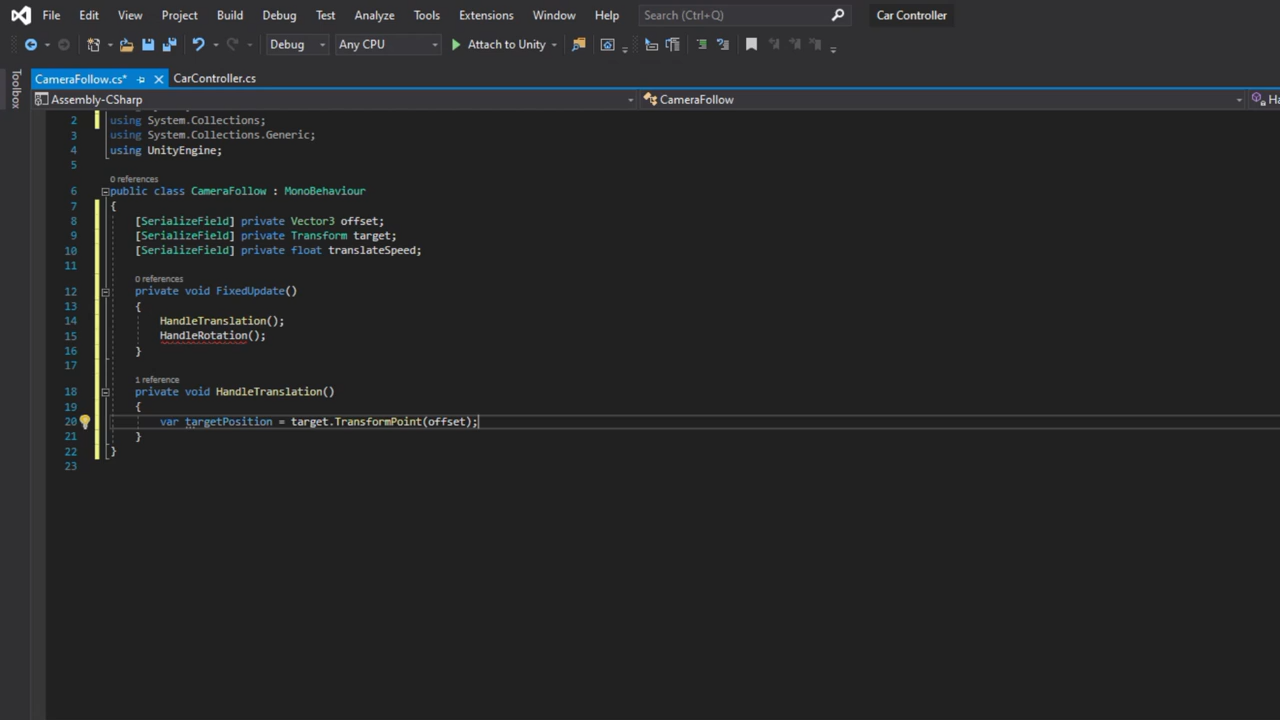 File Edit View Project Build Debug Test Analyze Tools Extensions Window Help Search (Ctrl+Q) Car Controller
Debug Any CPU Attach to Unity
Toolbox
CameraFollow.cs* CarController.cs
Assembly-CSharp CameraFollow Ha
2 using System.Collections;
3 using System.Collections.Generic;
4 using UnityEngine;
5
0 references
6 public class CameraFollow : MonoBehaviour
7 {
8 [SerializeField] private Vector3 offset;
9 [SerializeField] private Transform target;
10 [SerializeField] private float translateSpeed;
11
0 references
12 private void FixedUpdate()
13 {
14 HandleTranslation();
15 HandleRotation();
16 }
17
1 reference
18 private void HandleTranslation()
19 {
20 var targetPosition = target.TransformPoint(offset);
21 }
22 }
23